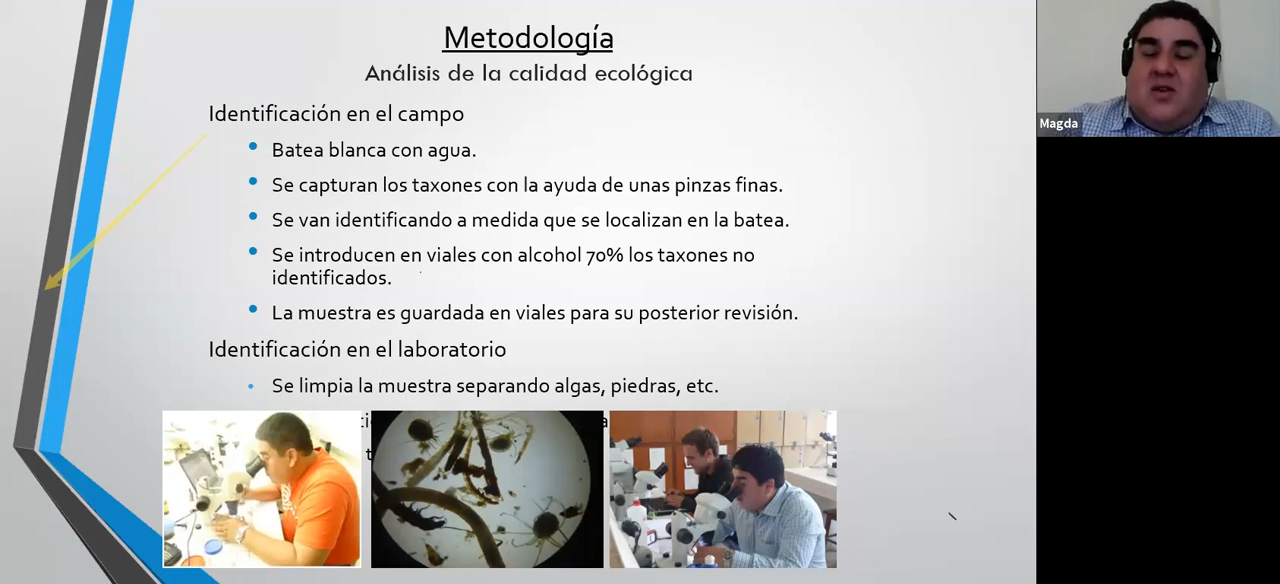 Metodología
Análisis de la calidad ecológica
Identificación en el campo
Batea blanca con agua.
Se capturan los taxones con la ayuda de unas pinzas finas.
Se van identificando a medida que se localizan en la batea.
Se introducen en viales con alcohol 70% los taxones no
identificados.
La muestra es guardada en viales para su posterior revisión.
Identificación en el laboratorio
Se limpia la muestra separando algas, piedras, etc.
Magda